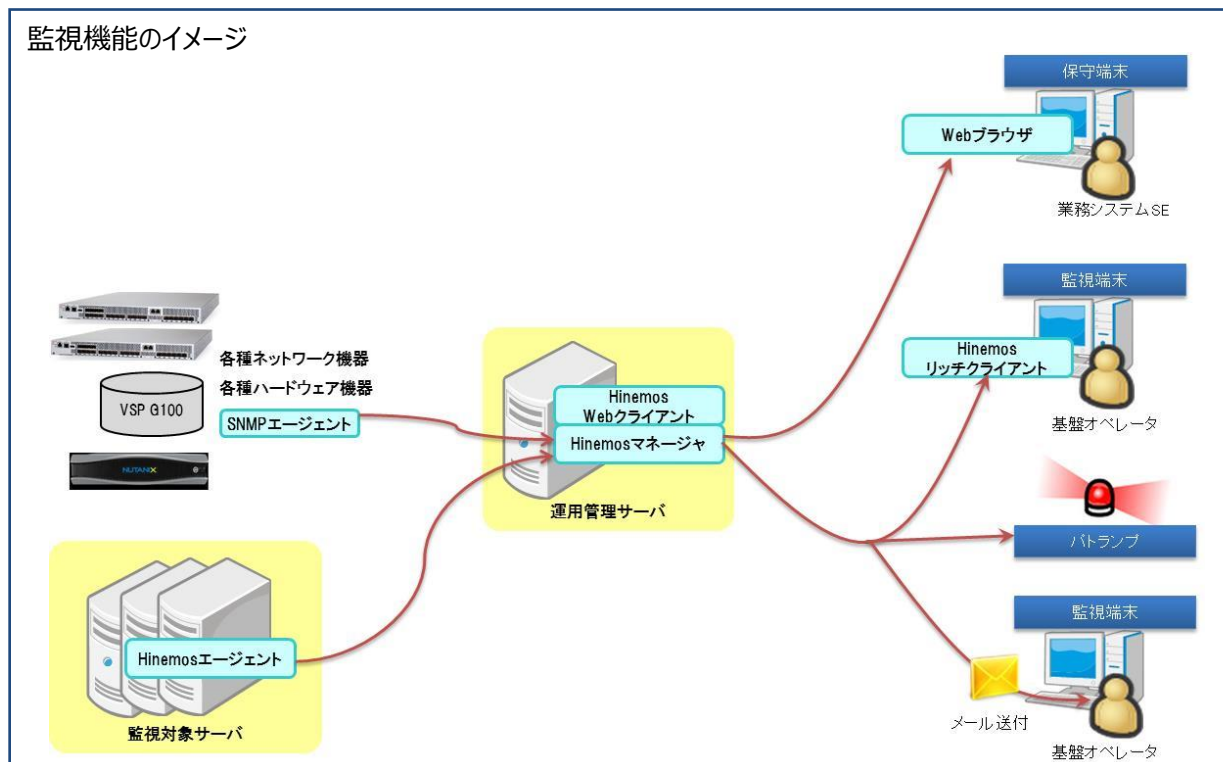 監視機能のイメージ
保守端末
Webブラウザ
業務システムSE
監視端末
Hinemos
リッチクライアント
基盤オペレータ
各種ネットワーク機器
各種ハードウェア機器
VSP G100
SNMPエージェント
NUTANIX
Hinemos
Webクライアント
Hinemosマネージャ
運用管理サーバ
パトランプ
監視端末
Hinemosエージェント
監視対象サーバ
メール送付
基盤オペレータ